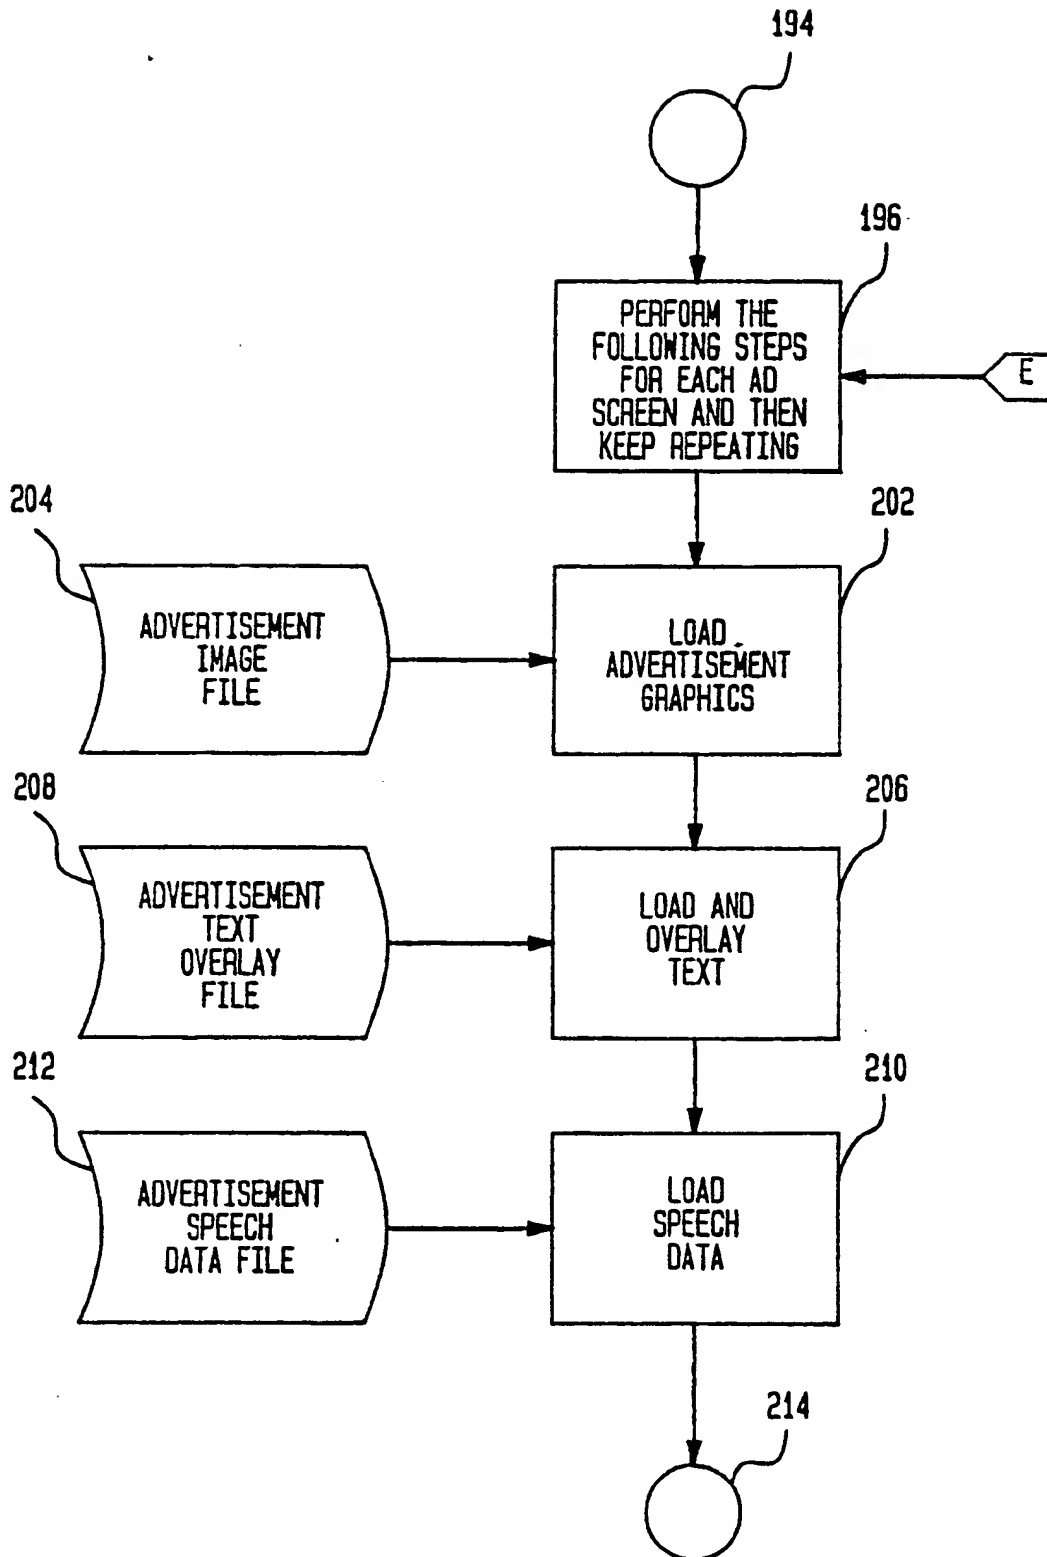 194
196
PERFORM THE
FOLLOWING STEPS
FOR EACH AD
SCREEN AND THEN
KEEP REPEATING
E
204
202
ADVERTISEMENT
IMAGE
FILE
LOAD
ADVERTISEMENT
GRAPHICS
208
206
ADVERTISEMENT
TEXT
OVERLAY
FILE
LOAD AND
OVERLAY
TEXT
212
210
ADVERTISEMENT
SPEECH
DATA FILE
LOAD
SPEECH
DATA
214